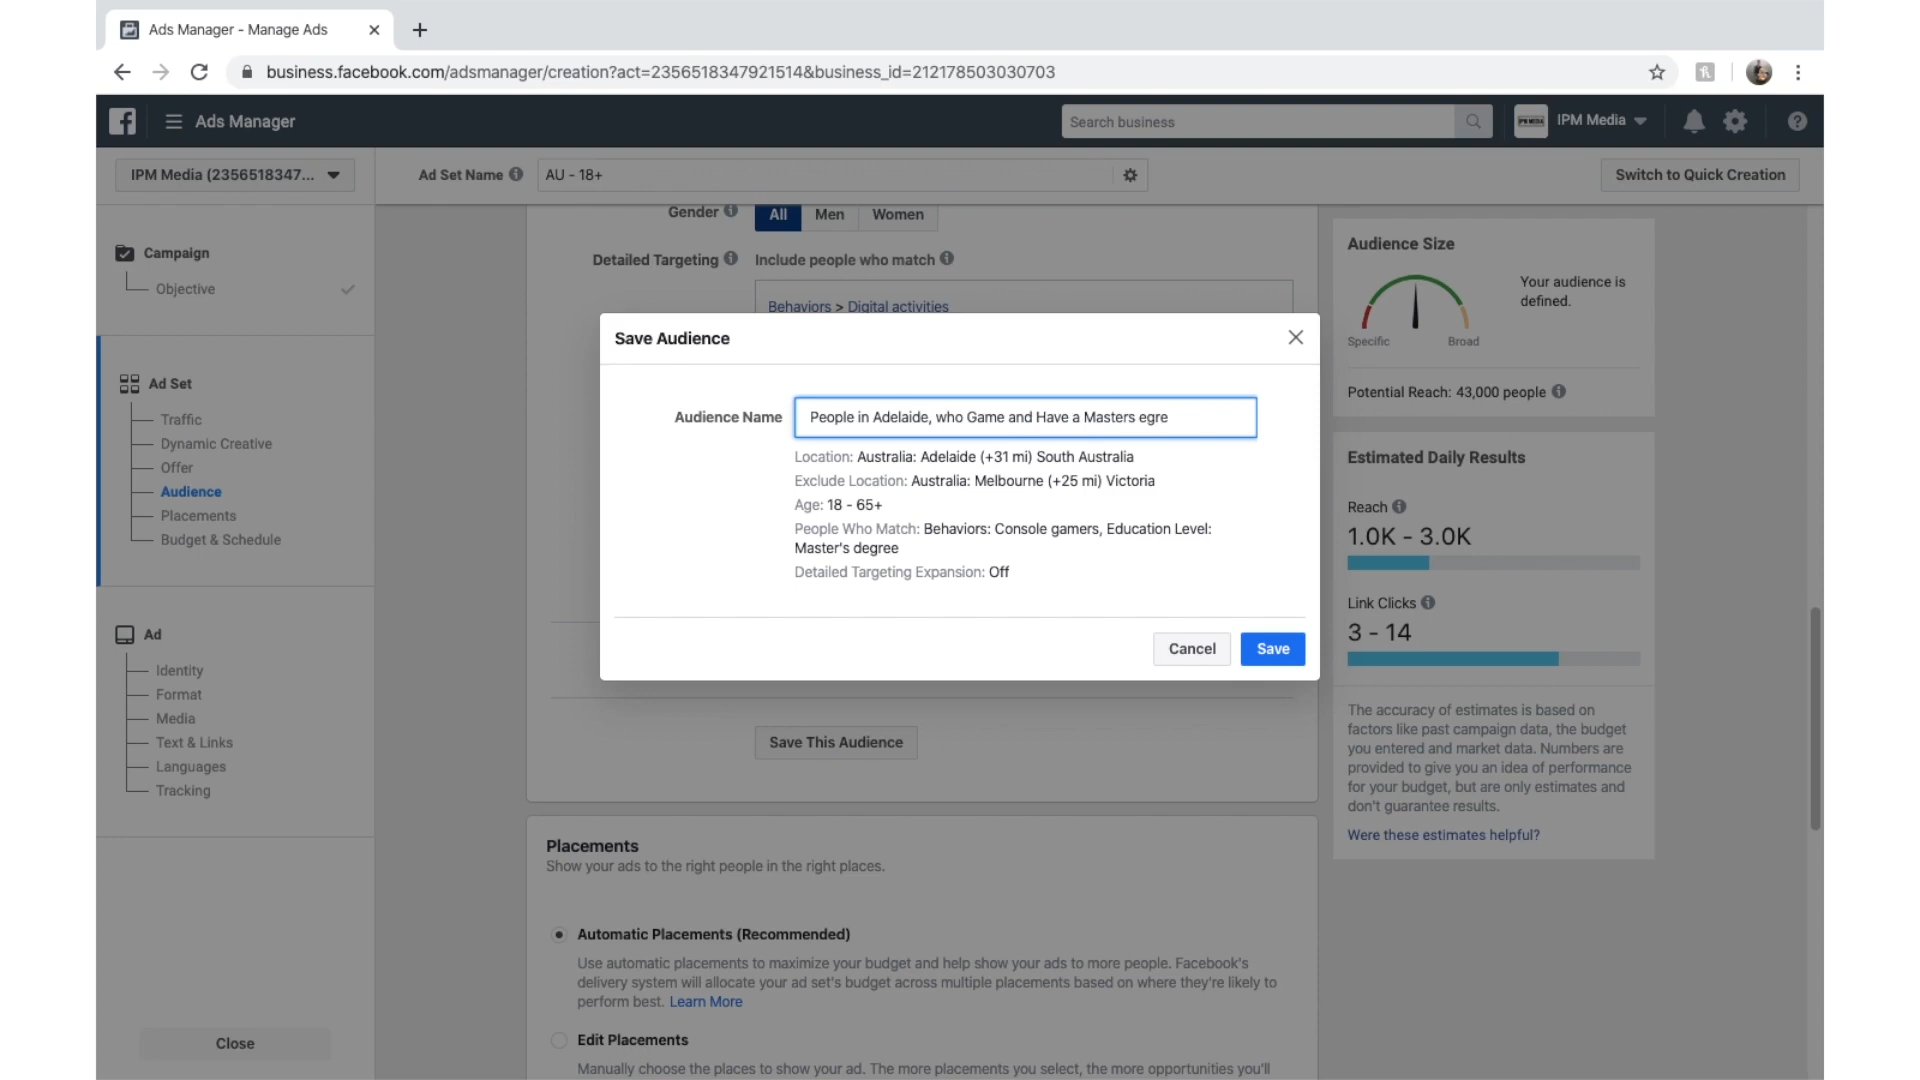 Ads Manager - Manage Ads
business.facebook.com/adsmanager/creation?act=2356518347921514&business_id=212178503030703
Ads Manager
Search business
IPM MEDIA
IPM Media
IPM Media (2356518347...
Ad Set Name
AU - 18+
Switch to Quick Creation
Campaign
Objective
Ad Set
Traffic
Dynamic Creative
Offer
Audience
Placements
Budget & Schedule
Ad
Identity
Format
Media
Text & Links
Languages
Tracking
Close
Gender
All
Men
Women
Detailed Targeting
Include people who match
Behaviors > Digital activities
Save Audience
Audience Name
People in Adelaide, who Game and Have a Masters egre
Location: Australia: Adelaide (+31 mi) South Australia
Exclude Location: Australia: Melbourne (+25 mi) Victoria
Age: 18 - 65+
People Who Match: Behaviors: Console gamers, Education Level:
Master's degree
Detailed Targeting Expansion: Off
Cancel
Save
Save This Audience
Placements
Show your ads to the right people in the right places.
Automatic Placements (Recommended)
Use automatic placements to maximize your budget and help show your ads to more people. Facebook's
delivery system will allocate your ad set's budget across multiple placements based on where they're likely to
perform best. Learn More
Edit Placements
Manually choose the places to show your ad. The more placements you select, the more opportunities you'll
Audience Size
Your audience is
defined.
Specific
Broad
Potential Reach: 43,000 people
Estimated Daily Results
Reach
1.0K - 3.0K
Link Clicks
3 - 14
The accuracy of estimates is based on
factors like past campaign data, the budget
you entered and market data. Numbers are
provided to give you an idea of performance
for your budget, but are only estimates and
don't guarantee results.
Were these estimates helpful?